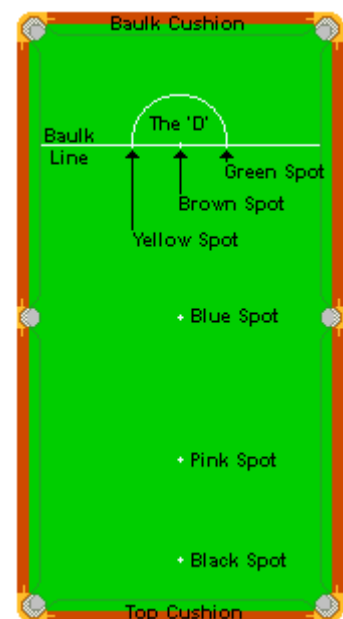 Baulk Cushion
The 'D'
Baulk
Line
Green Spot
Brown Spot
Yellow Spot
Blue Spot
Pink Spot
Black Spot
Top Cushion